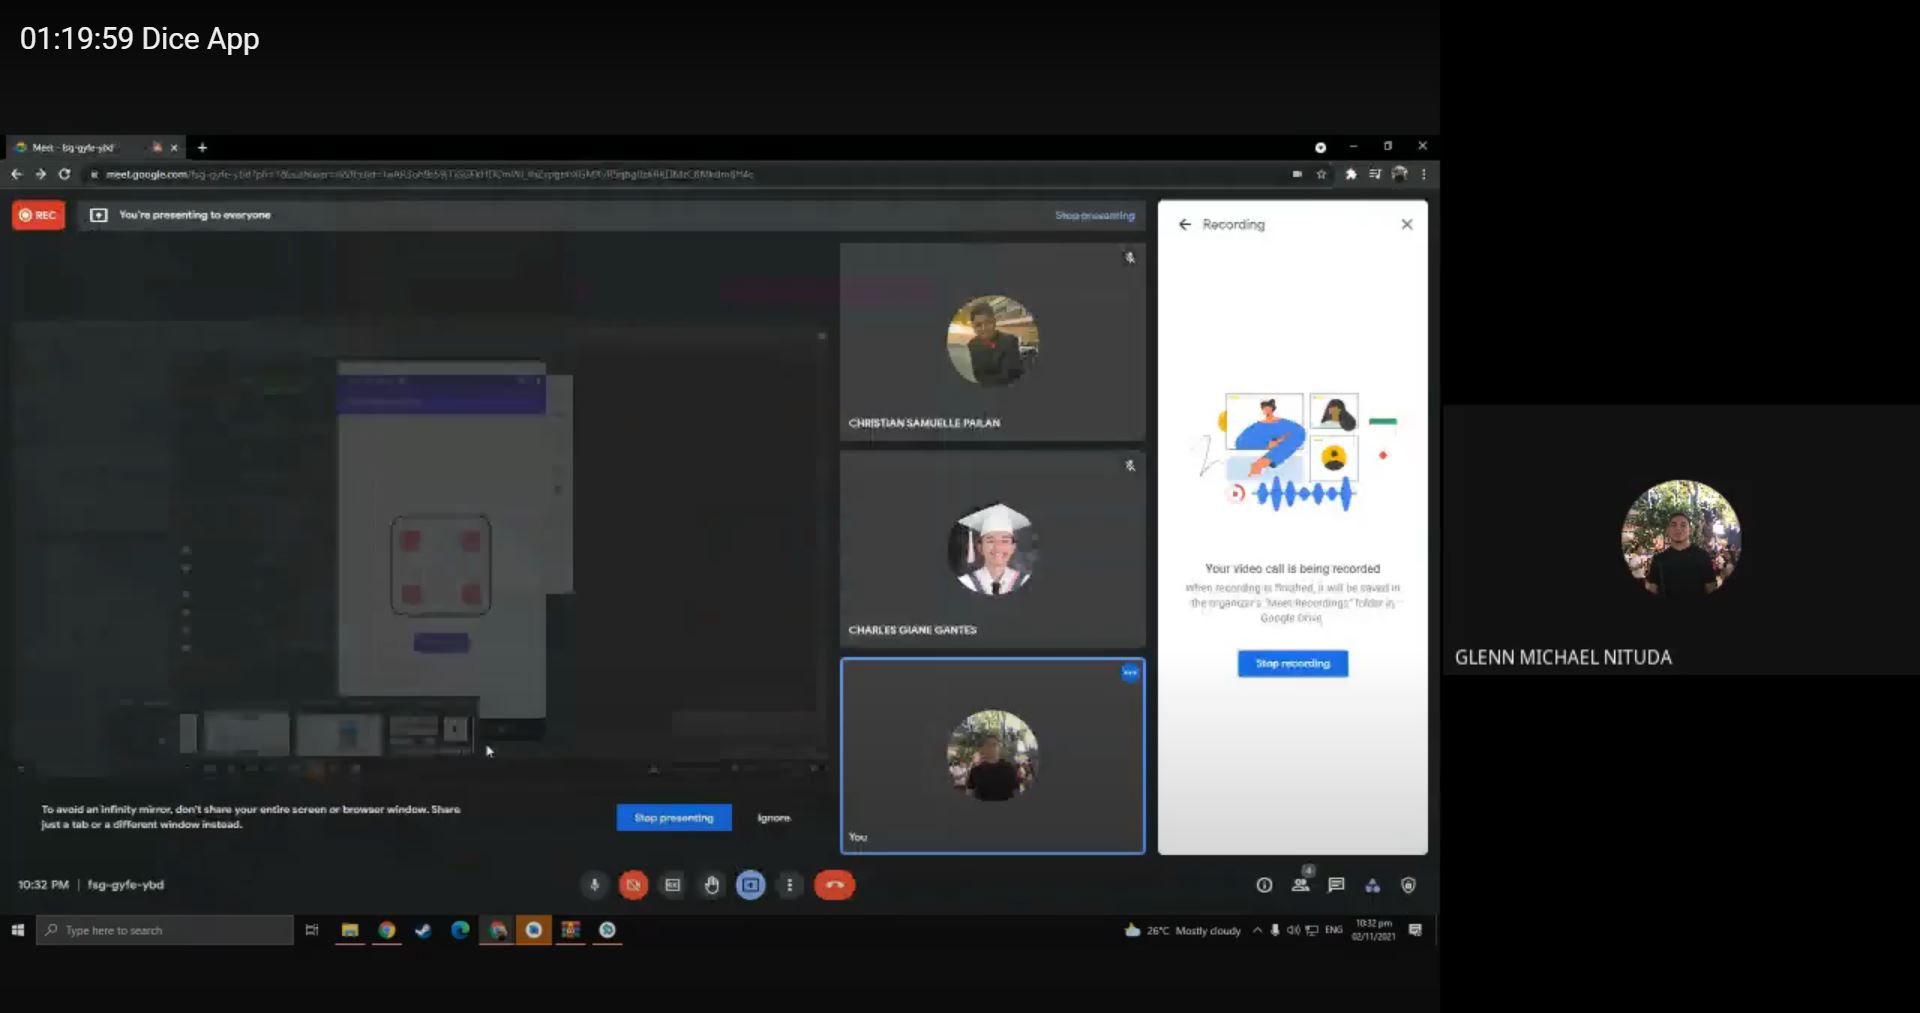 01:19:59 Dice App
Meet - fsg-gyfe-ybd
meet.google.com/fsg-gyfe-ybd
REC
You're presenting to everyone
Stop presenting
Recording
CHRISTIAN SAMUELLE PAILAN
CHARLES GIANE GANTES
You
Your video call is being recorded
When recording is finished, it will be saved in
the organizer's "Meet Recordings" folder in
Google Drive
Stop recording
GLENN MICHAEL NITUDA
To avoid an infinity mirror, don't share your entire screen or browser window. Share
just a tab or a different window instead.
Stop presenting
Ignore
10:32 PM | fsg-gyfe-ybd
4
Type here to search
26°C Mostly cloudy
ENG
10:32 pm
02/11/2021